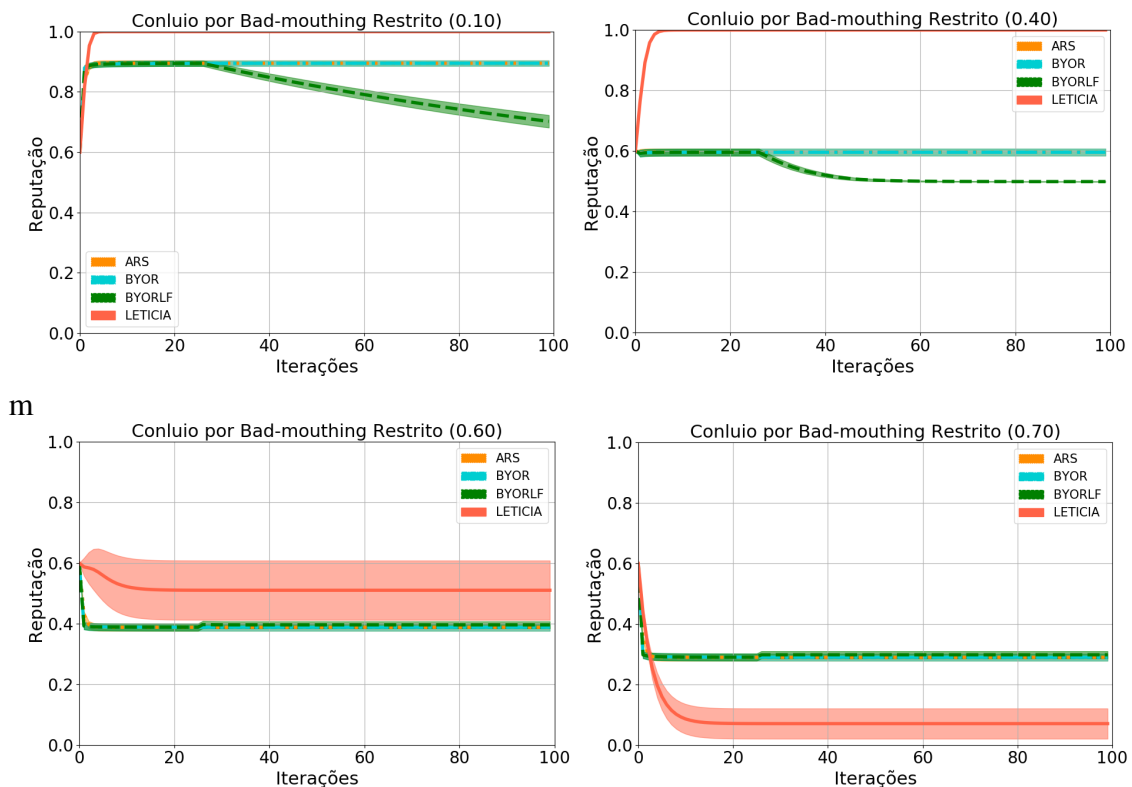 Conluio por Bad-mouthing Restrito (0.10)
1.0
0.8
0.6
0.4
0.2
0.0
Reputação
ARS
BYOR
BYORLF
LETICIA
0 20 40 60 80 100
Iterações
Conluio por Bad-mouthing Restrito (0.40)
1.0
0.8
0.6
0.4
0.2
0.0
Reputação
ARS
BYOR
BYORLF
LETICIA
0 20 40 60 80 100
Iterações
m
Conluio por Bad-mouthing Restrito (0.60)
1.0
0.8
0.6
0.4
0.2
0.0
Reputação
ARS
BYOR
BYORLF
LETICIA
0 20 40 60 80 100
Iterações
Conluio por Bad-mouthing Restrito (0.70)
1.0
0.8
0.6
0.4
0.2
0.0
Reputação
ARS
BYOR
BYORLF
LETICIA
0 20 40 60 80 100
Iterações